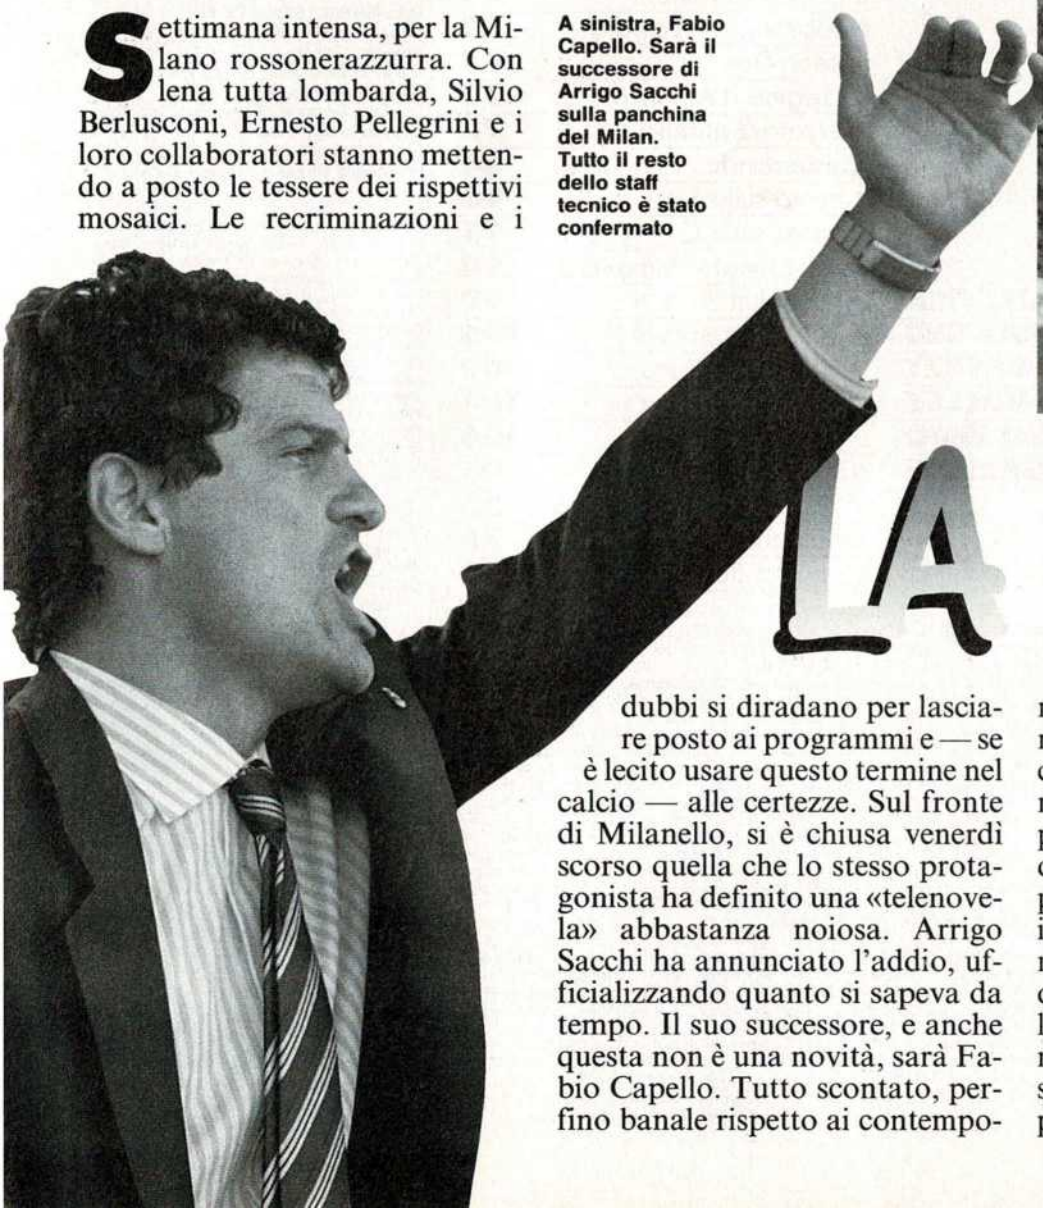 Settimana intensa, per la Mi-
lano rossonerazzurra. Con
lena tutta lombarda, Silvio
Berlusconi, Ernesto Pellegrini e i
loro collaboratori stanno metten-
do a posto le tessere dei rispettivi
mosaici. Le recriminazioni e i
A sinistra, Fabio
Capello. Sarà il
successore di
Arrigo Sacchi
sulla panchina
del Milan.
Tutto il resto
dello staff
tecnico è stato
confermato
LA
dubbi si diradano per lascia-
re posto ai programmi e — se
è lecito usare questo termine nel
calcio — alle certezze. Sul fronte
di Milanello, si è chiusa venerdì
scorso quella che lo stesso prota-
gonista ha definito una «telenove-
la» abbastanza noiosa. Arrigo
Sacchi ha annunciato l'addio, uf-
ficializzando quanto si sapeva da
tempo. Il suo successore, e anche
questa non è una novità, sarà Fa-
bio Capello. Tutto scontato, per-
fino banale rispetto ai contempo-